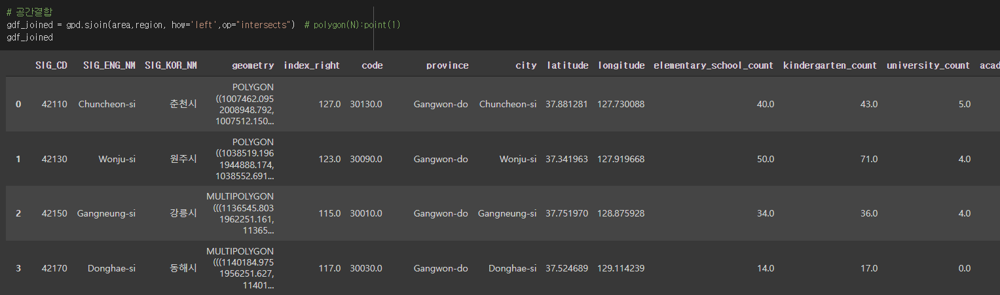 # 공간결합
gdf_joined = gpd.sjoin(area,region, how='left',op="intersects")  # polygon(N):point(1)
gdf_joined
SIG_CD SIG_ENG_NM SIG_KOR_NM geometry index_right code province city latitude longitude elementary_school_count kindergarten_count university_count acad
0 42110 Chuncheon-si 춘천시 POLYGON ((1007462.095 2008948.792, 1007512.150... 127.0 30130.0 Gangwon-do Chuncheon-si 37.881281 127.730088 40.0 43.0 5.0
1 42130 Wonju-si 원주시 POLYGON ((1038519.196 1944888.174, 1038552.691... 123.0 30090.0 Gangwon-do Wonju-si 37.341963 127.919668 50.0 71.0 4.0
2 42150 Gangneung-si 강릉시 MULTIPOLYGON (((1136545.803 1962251.161, 11365... 115.0 30010.0 Gangwon-do Gangneung-si 37.751970 128.875928 34.0 36.0 4.0
3 42170 Donghae-si 동해시 MULTIPOLYGON (((1140184.975 1956251.627, 11401... 117.0 30030.0 Gangwon-do Donghae-si 37.524689 129.114239 14.0 17.0 0.0